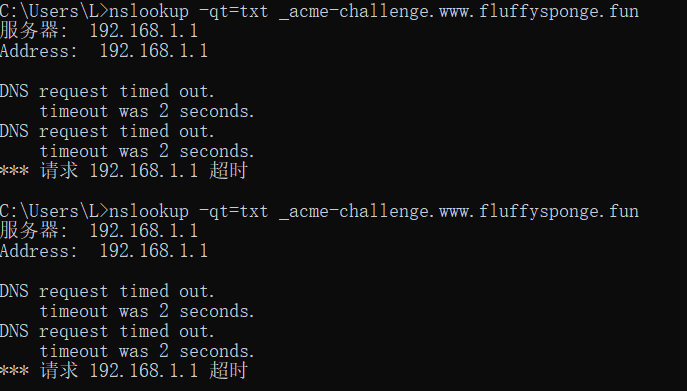 C:\Users\L>nslookup -qt=txt _acme-challenge.www.fluffysponge.fun
服务器:  192.168.1.1
Address:  192.168.1.1

DNS request timed out.
    timeout was 2 seconds.
DNS request timed out.
    timeout was 2 seconds.
*** 请求 192.168.1.1 超时

C:\Users\L>nslookup -qt=txt _acme-challenge.www.fluffysponge.fun
服务器:  192.168.1.1
Address:  192.168.1.1

DNS request timed out.
    timeout was 2 seconds.
DNS request timed out.
    timeout was 2 seconds.
*** 请求 192.168.1.1 超时